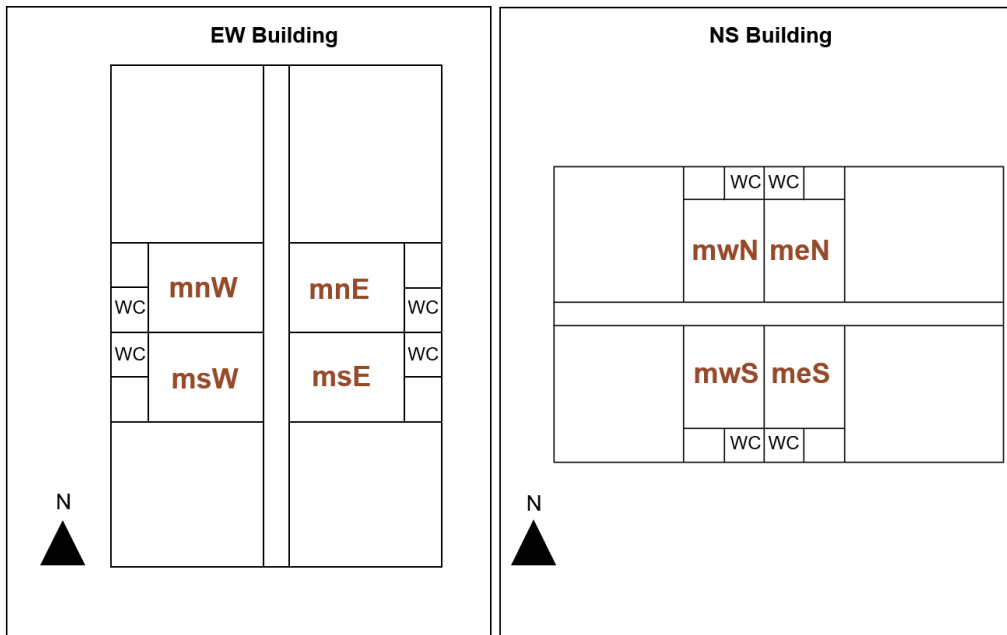 EW Building
mnW
mnE
WC
WC
WC
WC
msW
msE
N
NS Building
WC
WC
mwN
meN
mwS
meS
WC
WC
N